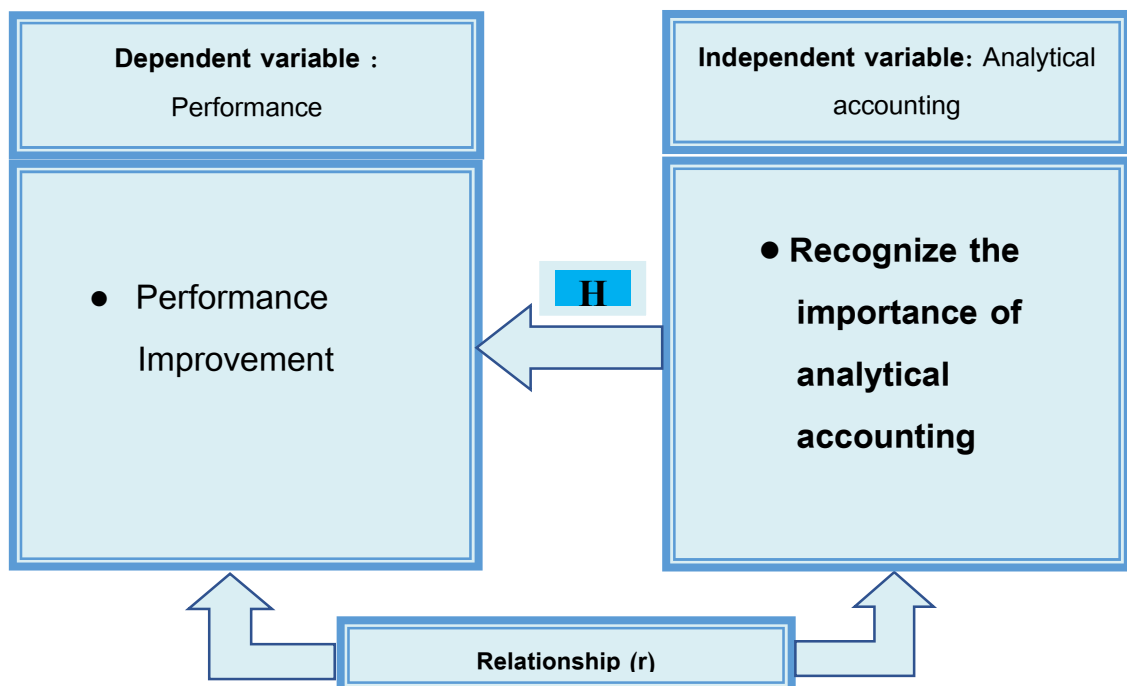 Dependent variable :
Performance
Independent variable: Analytical
accounting
● Performance
Improvement
H
● Recognize the
importance of
analytical
accounting
Relationship (r)